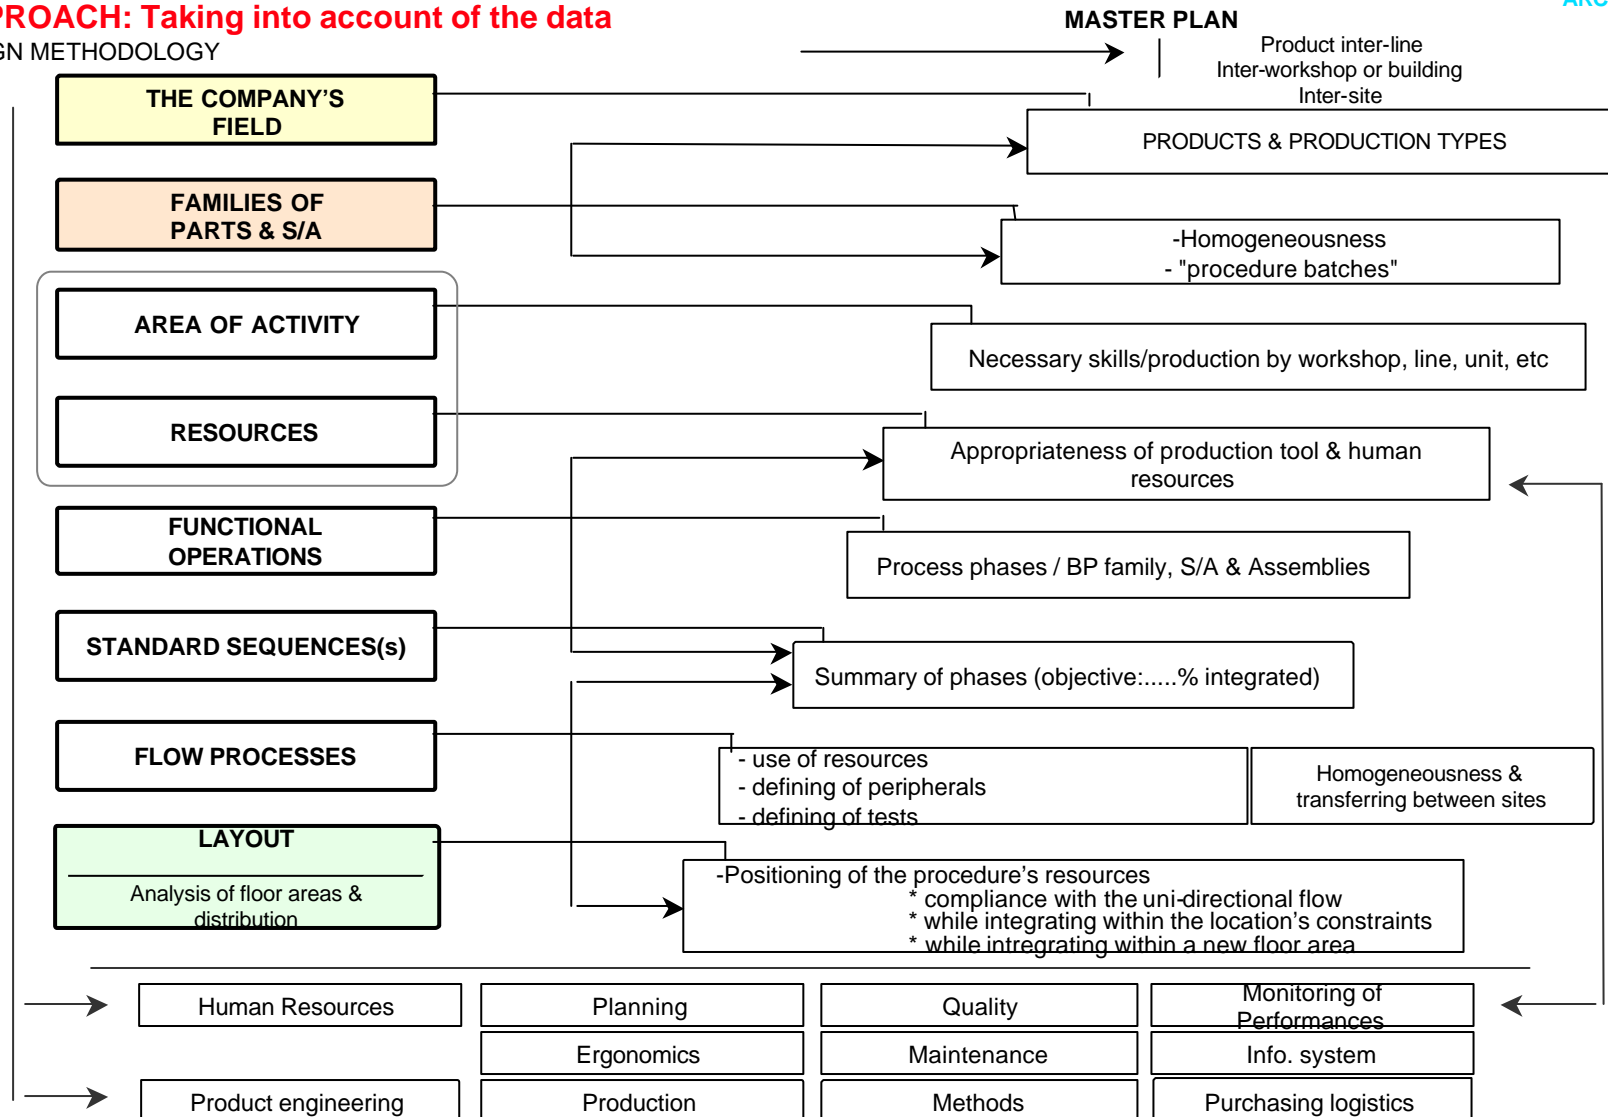 PROACH: Taking into account of the data
GN METHODOLOGY
MASTER PLAN
ARC
Product inter-line
Inter-workshop or building
Inter-site
THE COMPANY'S
FIELD
PRODUCTS & PRODUCTION TYPES
FAMILIES OF
PARTS & S/A
-Homogeneousness
- "procedure batches"
AREA OF ACTIVITY
Necessary skills/production by workshop, line, unit, etc
RESOURCES
Appropriateness of production tool & human
resources
FUNCTIONAL
OPERATIONS
Process phases / BP family, S/A & Assemblies
STANDARD SEQUENCES(s)
Summary of phases (objective:.....% integrated)
FLOW PROCESSES
- use of resources
- defining of peripherals
- defining of tests
Homogeneousness &
transferring between sites
LAYOUT
Analysis of floor areas &
distribution
-Positioning of the procedure's resources
* compliance with the uni-directional flow
* while integrating within the location's constraints
* while intregrating within a new floor area
Human Resources
Planning
Quality
Monitoring of
Performances
Ergonomics
Maintenance
Info. system
Product engineering
Production
Methods
Purchasing logistics